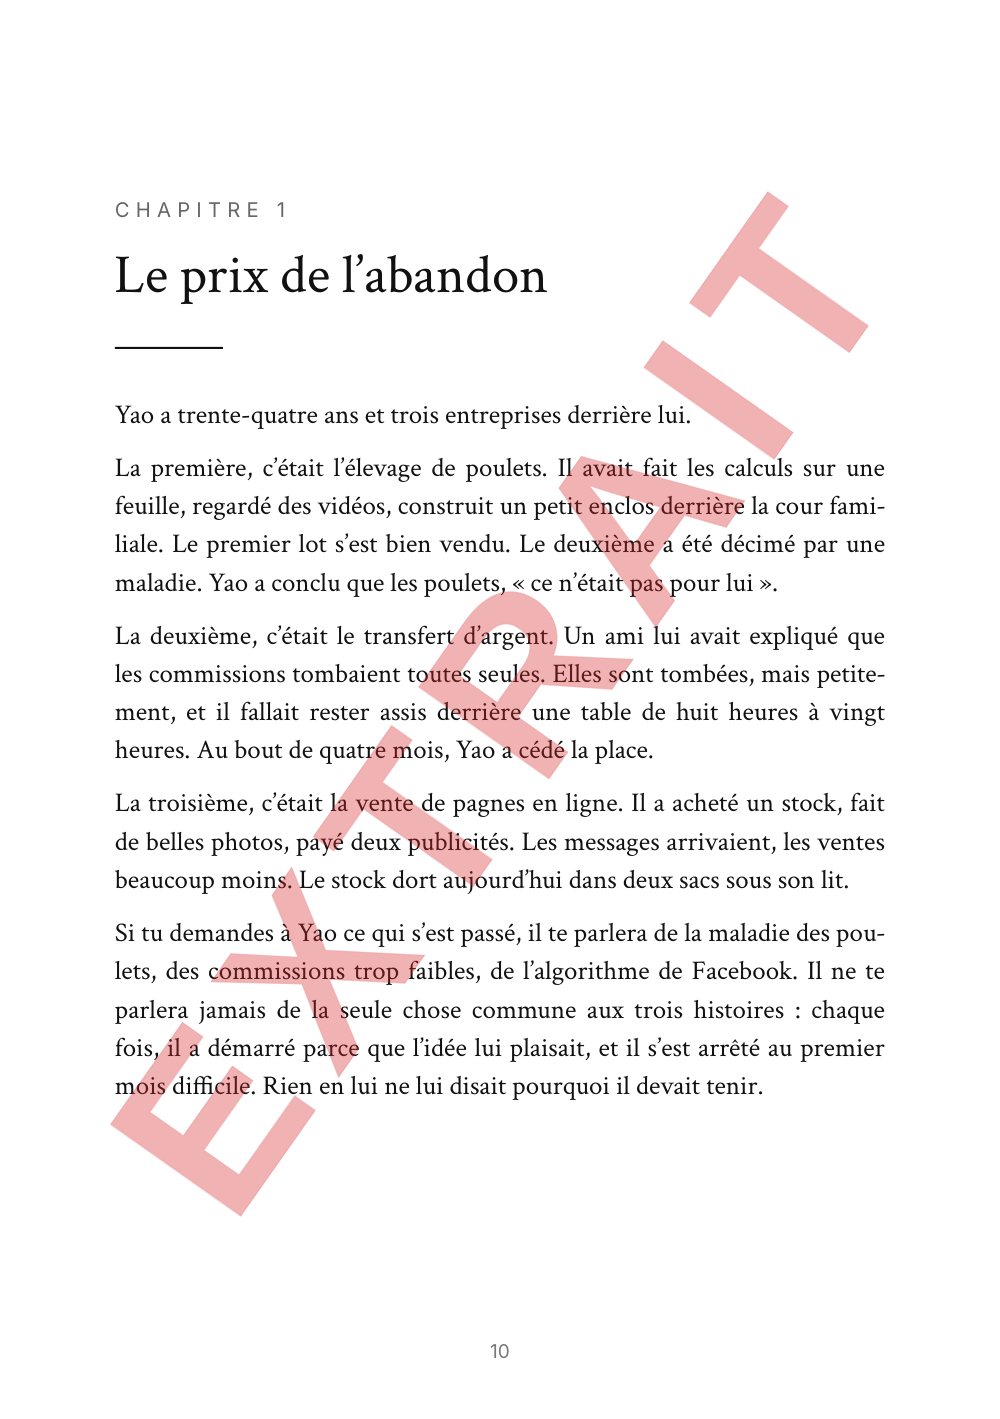 CHAPITRE 1
Le prix de l’abandon
Yao a trente-quatre ans et trois entreprises derrière lui.
La première, c’était l’élevage de poulets. Il avait fait les calculs sur une
feuille, regardé des vidéos, construit un petit enclos derrière la cour fami-
liale. Le premier lot s’est bien vendu. Le deuxième a été décimé par une
maladie. Yao a conclu que les poulets, « ce n’était pas pour lui ».
La deuxième, c’était le transfert d’argent. Un ami lui avait expliqué que
les commissions tombaient toutes seules. Elles sont tombées, mais petite-
ment, et il fallait rester assis derrière une table de huit heures à vingt
heures. Au bout de quatre mois, Yao a cédé la place.
La troisième, c’était la vente de pagnes en ligne. Il a acheté un stock, fait
de belles photos, payé deux publicités. Les messages arrivaient, les ventes
beaucoup moins. Le stock dort aujourd’hui dans deux sacs sous son lit.
Si tu demandes à Yao ce qui s’est passé, il te parlera de la maladie des pou-
lets, des commissions trop faibles, de l’algorithme de Facebook. Il ne te
parlera jamais de la seule chose commune aux trois histoires : chaque
fois, il a démarré parce que l’idée lui plaisait, et il s’est arrêté au premier
mois difficile. Rien en lui ne lui disait pourquoi il devait tenir.
EXTRAIT
10